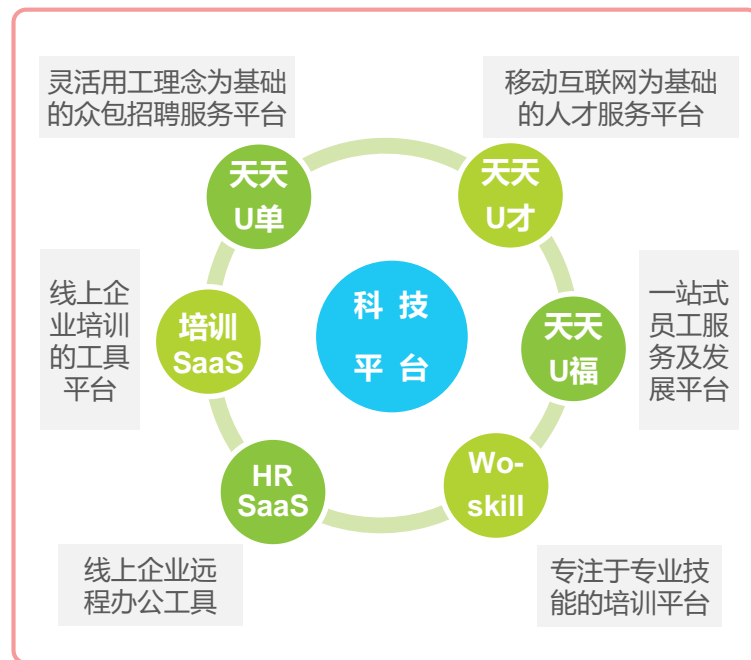 灵活用工理念为基础
的众包招聘服务平台
移动互联网为基础
的人才服务平台
天天
U单
天天
U才
线上企
业培训
的工具
平台
培训
SaaS
科 技
平 台
天天
U福
一站式
员工服
务及发
展平台
HR
SaaS
Wo-
skill
线上企业远
程办公工具
专注于专业技
能的培训平台